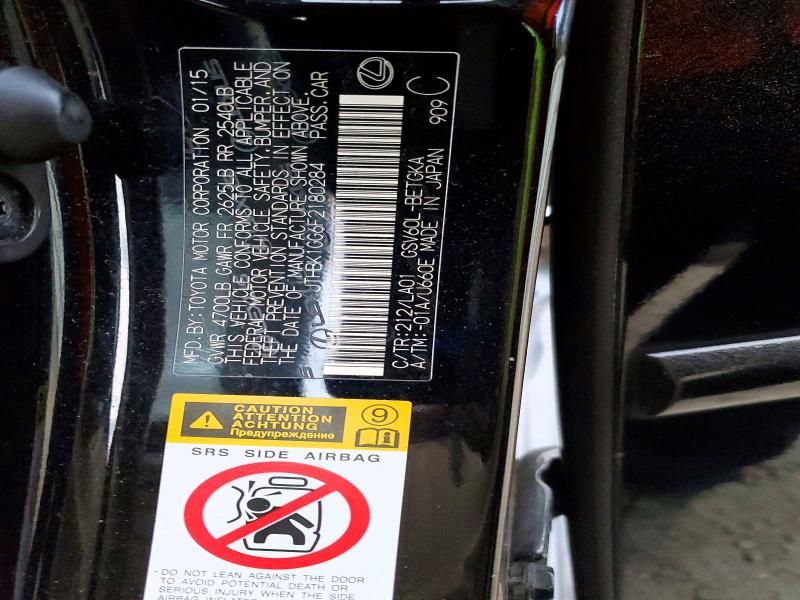 MFD. BY: TOYOTA MOTOR CORPORATION 01/15
GVWR 4700LB GAWR FR 2625LB RR 2540LB
THIS VEHICLE CONFORMS TO ALL APPLICABLE
FEDERAL MOTOR VEHICLE SAFETY, BUMPER, AND
THEFT PREVENTION STANDARDS IN EFFECT ON
THE DATE OF MANUFACTURE SHOWN ABOVE.
JTHBK1GG6F2180284 PASS. CAR
C/TR:212/LA01 GSV60L-BETGKA
A/TM:-01A/U660E MADE IN JAPAN 909 C
CAUTION
ATTENTION
ACHTUNG
Предупреждение
9
SRS SIDE AIRBAG
- DO NOT LEAN AGAINST THE DOOR
TO AVOID POTENTIAL DEATH OR
SERIOUS INJURY WHEN THE SIDE
AIRBAG INFLATES